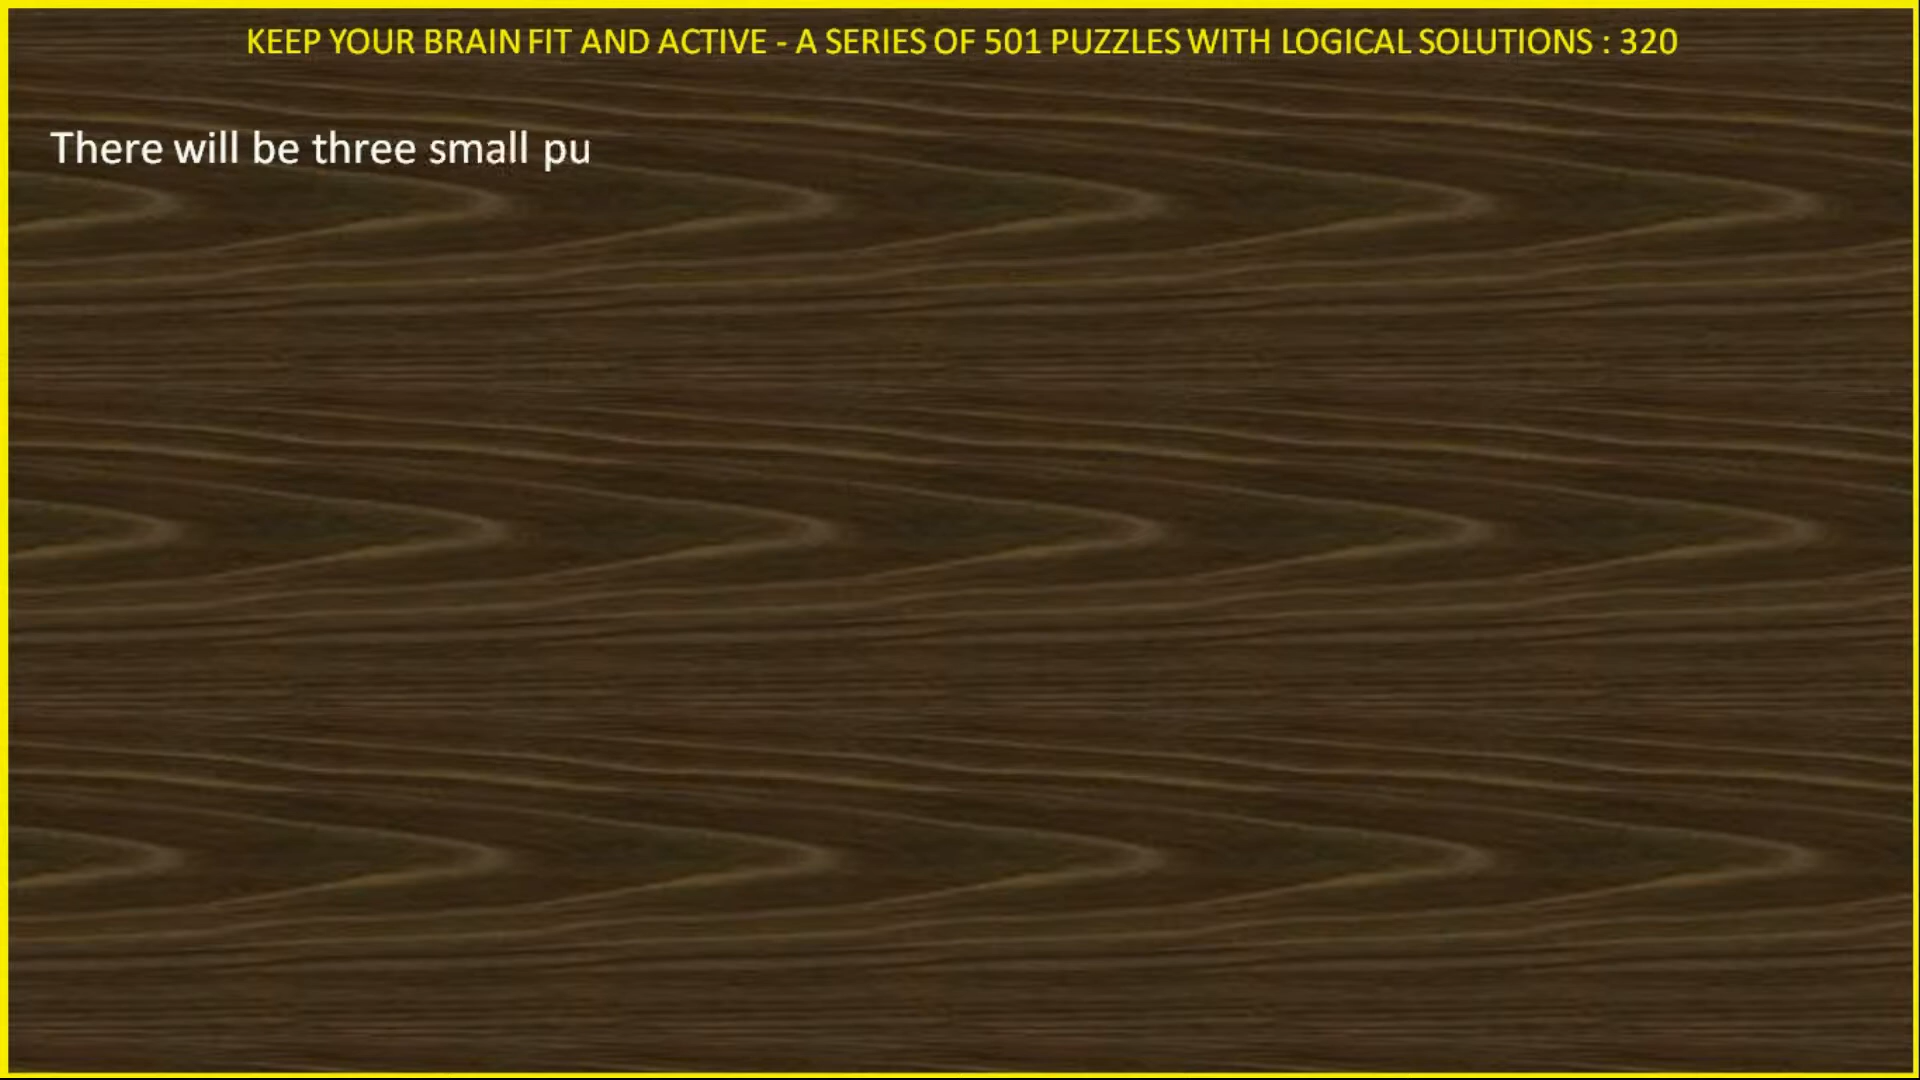 KEEP YOUR BRAIN FIT AND ACTIVE - A SERIES OF 501 PUZZLES WITH LOGICAL SOLUTIONS : 320
There will be three small pu